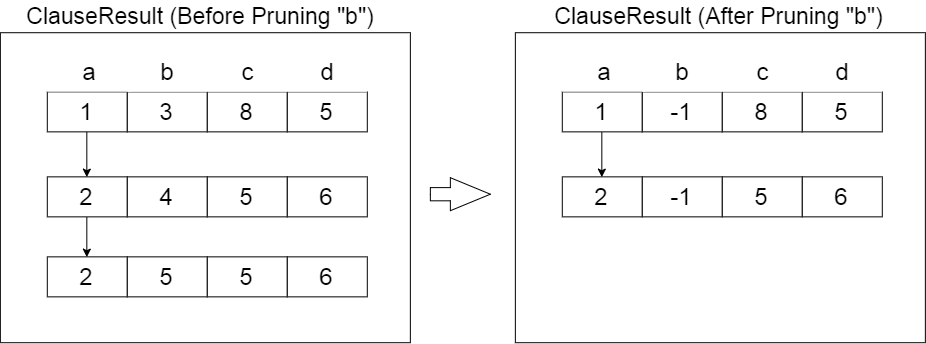 ClauseResult (Before Pruning "b")
a b c d
1 3 8 5
2 4 5 6
2 5 5 6
ClauseResult (After Pruning "b")
a b c d
1 -1 8 5
2 -1 5 6